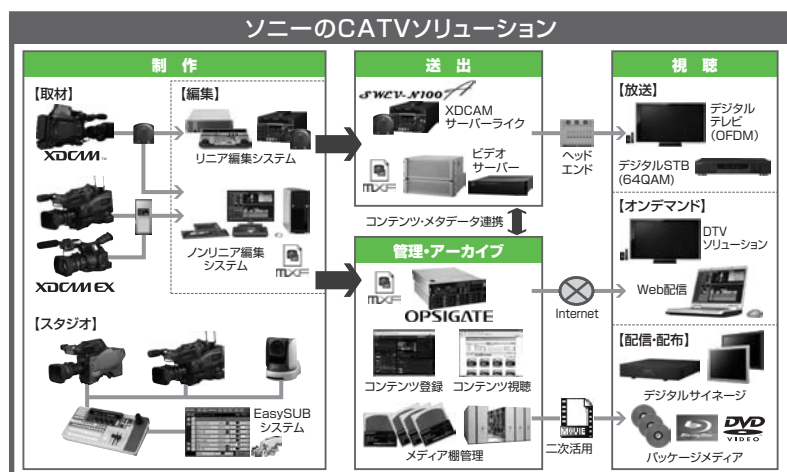 ソニーのCATVソリューション
制 作
【取材】
XDCAM™
XDCAM EX
【編集】
リニア編集システム
ノンリニア編集
システム
MXF
【スタジオ】
EasySUB
システム
送 出
SWLV-N100A
XDCAM
サーバーライク
ビデオ
サーバー
MXF
コンテンツ・メタデータ連携
管理・アーカイブ
MXF
OPSIGATE
コンテンツ登録
コンテンツ視聴
メディア棚管理
ヘッド
エンド
Internet
MOVIE
二次活用
視 聴
【放送】
デジタル
テレビ
(OFDM)
デジタルSTB
(64QAM)
【オンデマンド】
DTV
ソリューション
Web配信
【配信・配布】
デジタルサイネージ
Blu-ray Disc
DVD
VIDEO
パッケージメディア